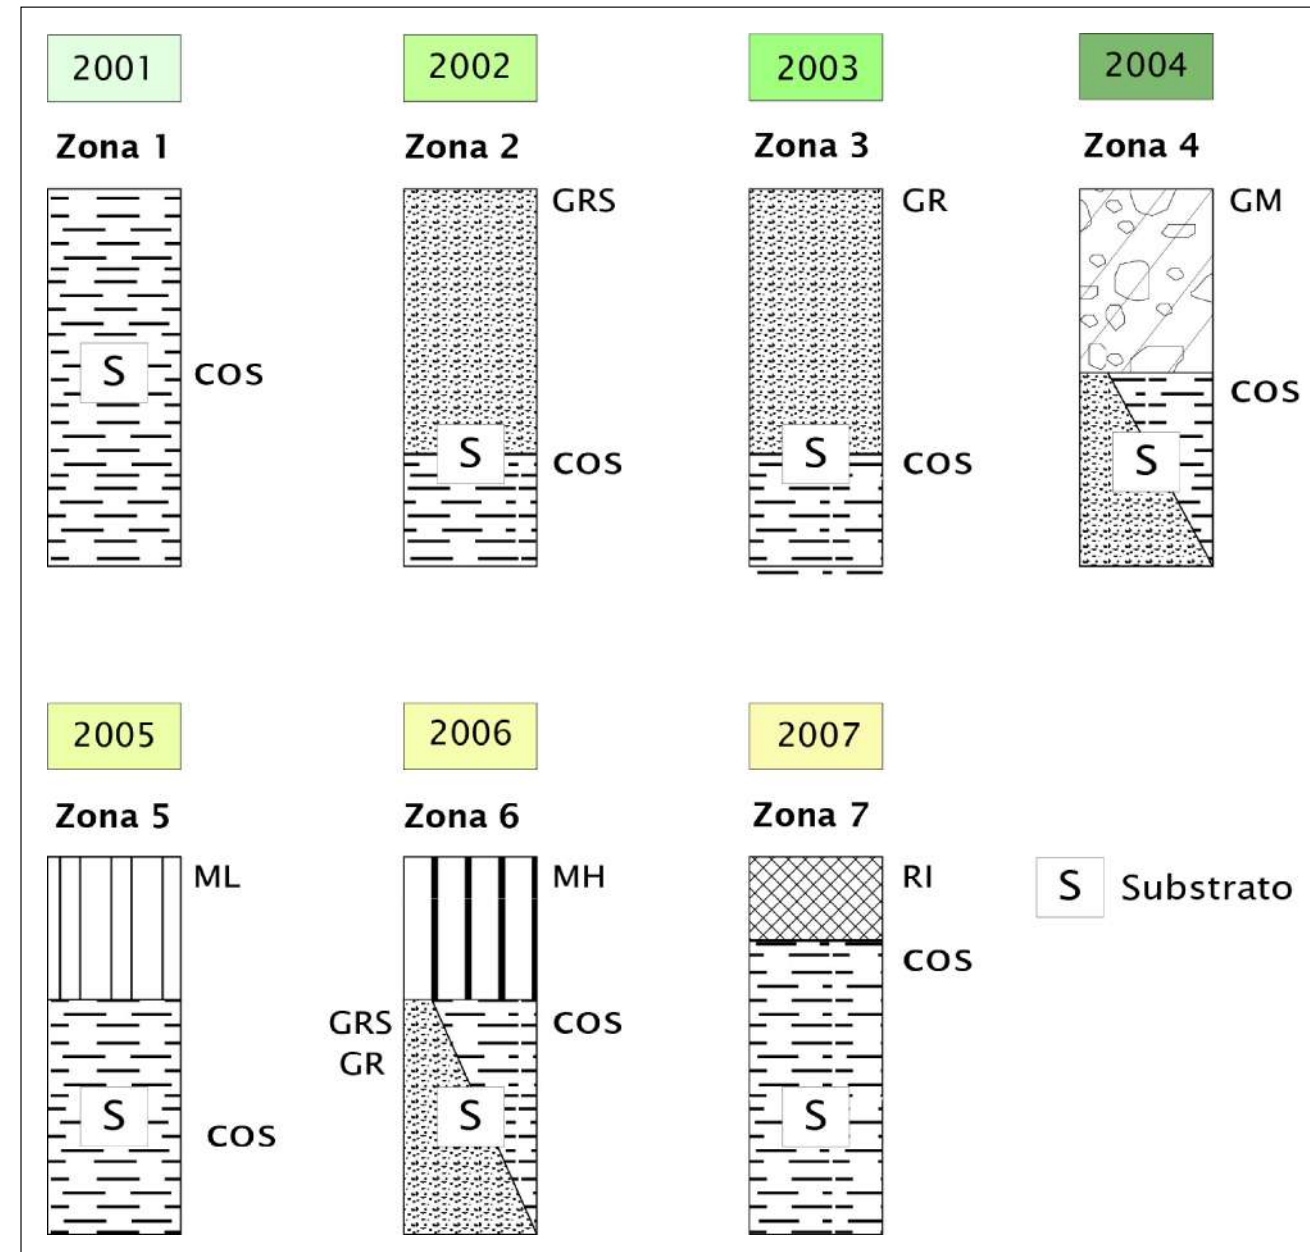 2001
2002
2003
2004
Zona 1
Zona 2
Zona 3
Zona 4
GRS
GR
GM
S
COS
S
COS
S
COS
S
COS
2005
2006
2007
Zona 5
Zona 6
Zona 7
ML
MH
RI
S Substrato
COS
GRS
GR
COS
S
COS
S
S